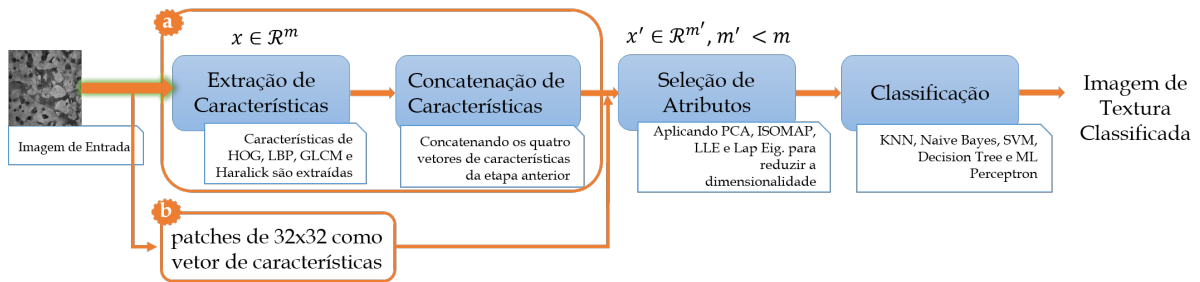 a
x ∈ ℛᵐ
Extração de
Características
Características de
HOG, LBP, GLCM e
Haralick são extraídas
Concatenação de
Características
Concatenando os quatro
vetores de características
da etapa anterior
x′ ∈ ℛᵐ′, m′ < m
Seleção de
Atributos
Aplicando PCA, ISOMAP,
LLE e Lap Eig. para
reduzir a
dimensionalidade
Classificação
KNN, Naive Bayes, SVM,
Decision Tree e ML
Perceptron
Imagem de
Textura
Classificada
Imagem de Entrada
b
patches de 32x32 como
vetor de características